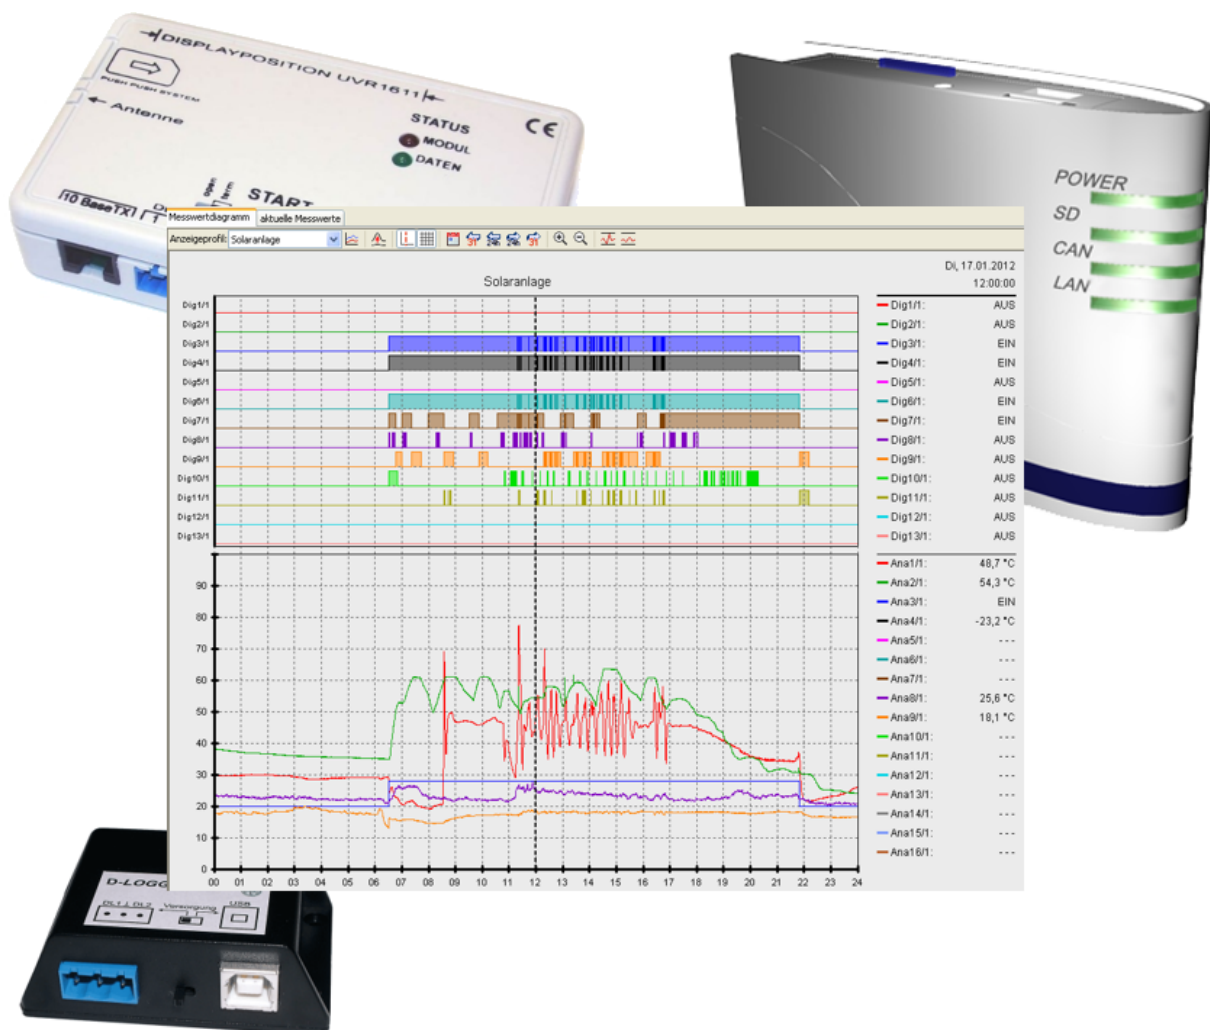 DISPLAYPOSITION UVR1611
PUSH PUSH SYSTEM
Antenne
STATUS
MODUL
DATEN
CE
open
term
START
10 BaseTX
POWER
SD
CAN
LAN
Messwertdiagramm aktuelle Messwerte
Anzeigeprofil: Solaranlage
Di, 17.01.2012
Solaranlage 12:00:00
Dig1/1
Dig2/1
Dig3/1
Dig4/1
Dig5/1
Dig6/1
Dig7/1
Dig8/1
Dig9/1
Dig10/1
Dig11/1
Dig12/1
Dig13/1
Dig1/1: AUS
Dig2/1: AUS
Dig3/1: EIN
Dig4/1: EIN
Dig5/1: AUS
Dig6/1: EIN
Dig7/1: EIN
Dig8/1: AUS
Dig9/1: AUS
Dig10/1: AUS
Dig11/1: AUS
Dig12/1: AUS
Dig13/1: AUS
90
80
70
60
50
40
30
20
10
0
00 01 02 03 04 05 06 07 08 09 10 11 12 13 14 15 16 17 18 19 20 21 22 23 24
Ana1/1: 48,7 °C
Ana2/1: 54,3 °C
Ana3/1: EIN
Ana4/1: -23,2 °C
Ana5/1: ---
Ana6/1: ---
Ana7/1: ---
Ana8/1: 25,6 °C
Ana9/1: 18,1 °C
Ana10/1: ---
Ana11/1: ---
Ana12/1: ---
Ana13/1: ---
Ana14/1: ---
Ana15/1: ---
Ana16/1: ---
D-LOGG
DL1 ⊥ DL2 Versorgung USB